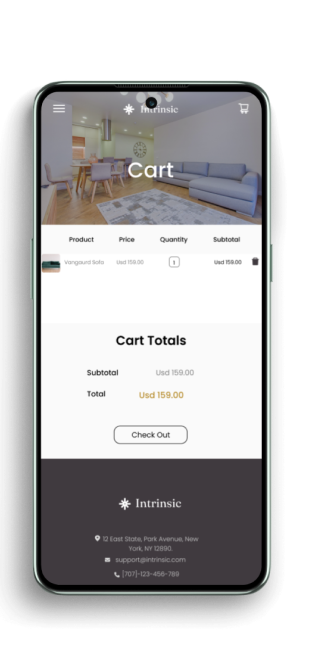 Intrinsic
Cart
Product Price Quantity Subtotal
Vangaurd Sofa Usd 159.00 1 Usd 159.00
Cart Totals
Subtotal Usd 159.00
Total Usd 159.00
Check Out
Intrinsic
12 East State, Park Avenue, New
York, NY 12890.
support@intrinsic.com
[707]-123-456-789